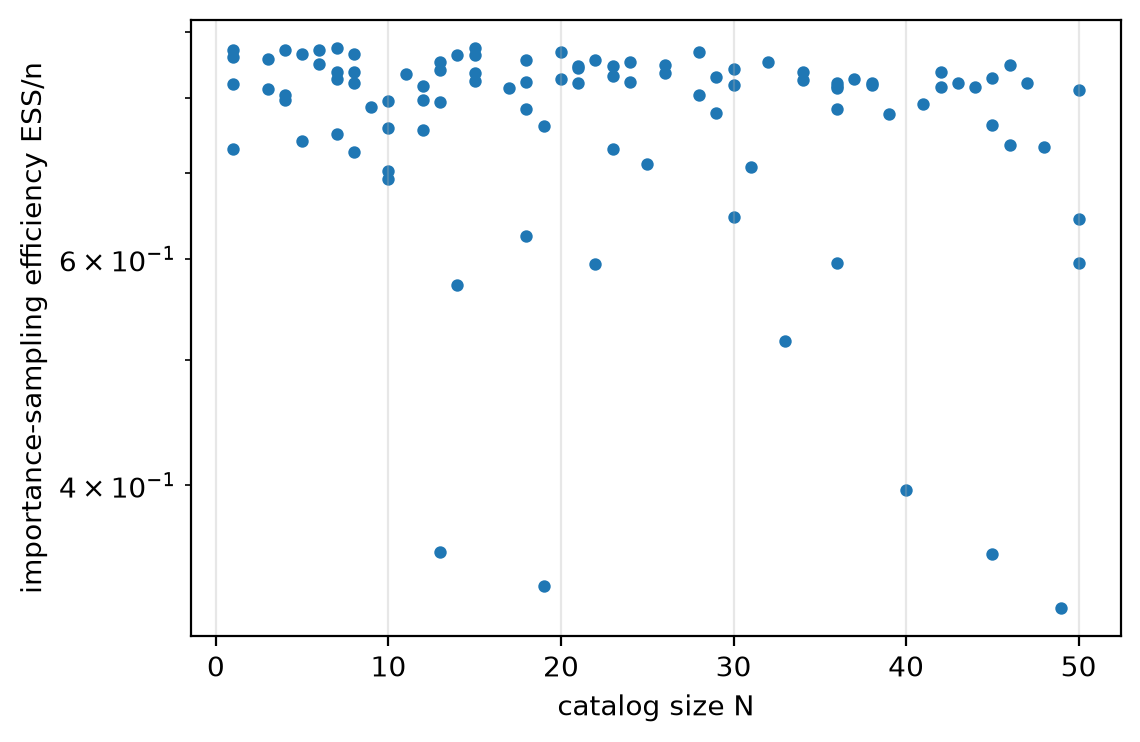 importance-sampling efficiency ESS/n
6 × 10⁻¹
4 × 10⁻¹
0 10 20 30 40 50
catalog size N